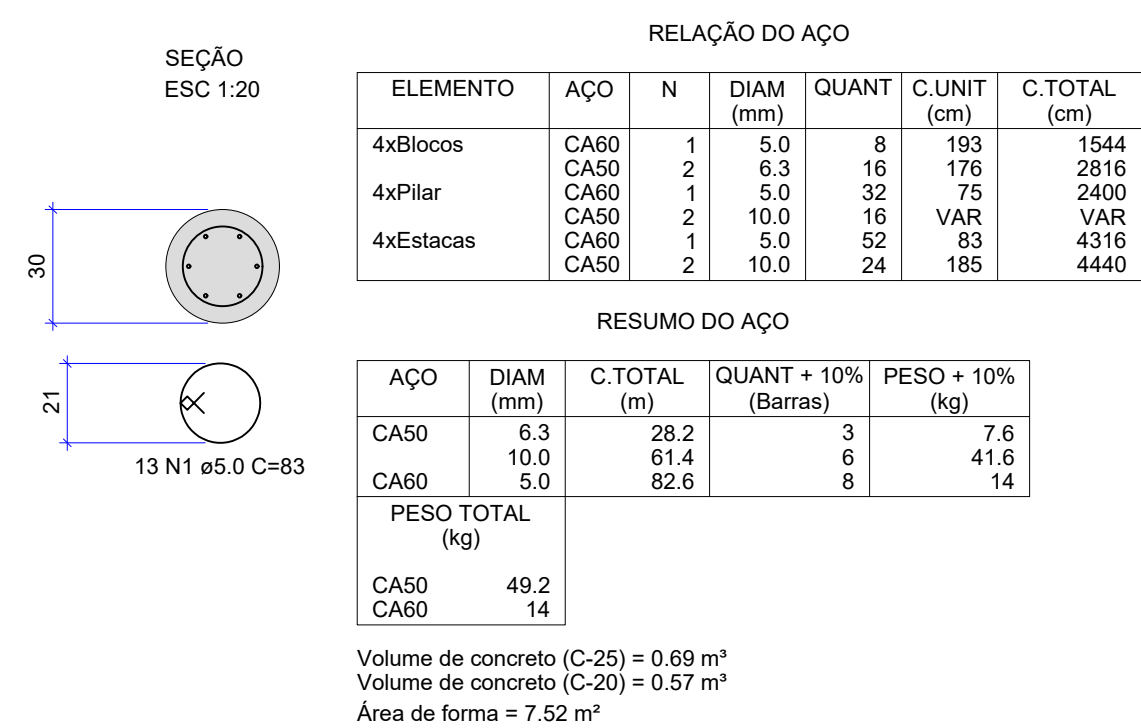 SEÇÃO
ESC 1:20
30
21
13 N1 ø5.0 C=83
RELAÇÃO DO AÇO
ELEMENTO AÇO N DIAM (mm) QUANT C.UNIT (cm) C.TOTAL (cm)
4xBlocos CA60 1 5.0 8 193 1544
CA50 2 6.3 16 176 2816
4xPilar CA60 1 5.0 32 75 2400
CA50 2 10.0 16 VAR VAR
4xEstacas CA60 1 5.0 52 83 4316
CA50 2 10.0 24 185 4440
RESUMO DO AÇO
AÇO DIAM (mm) C.TOTAL (m) QUANT + 10% (Barras) PESO + 10% (kg)
CA50 6.3 28.2 3 7.6
10.0 61.4 6 41.6
CA60 5.0 82.6 8 14
PESO TOTAL
(kg)
CA50 49.2
CA60 14
Volume de concreto (C-25) = 0.69 m³
Volume de concreto (C-20) = 0.57 m³
Área de forma = 7.52 m²